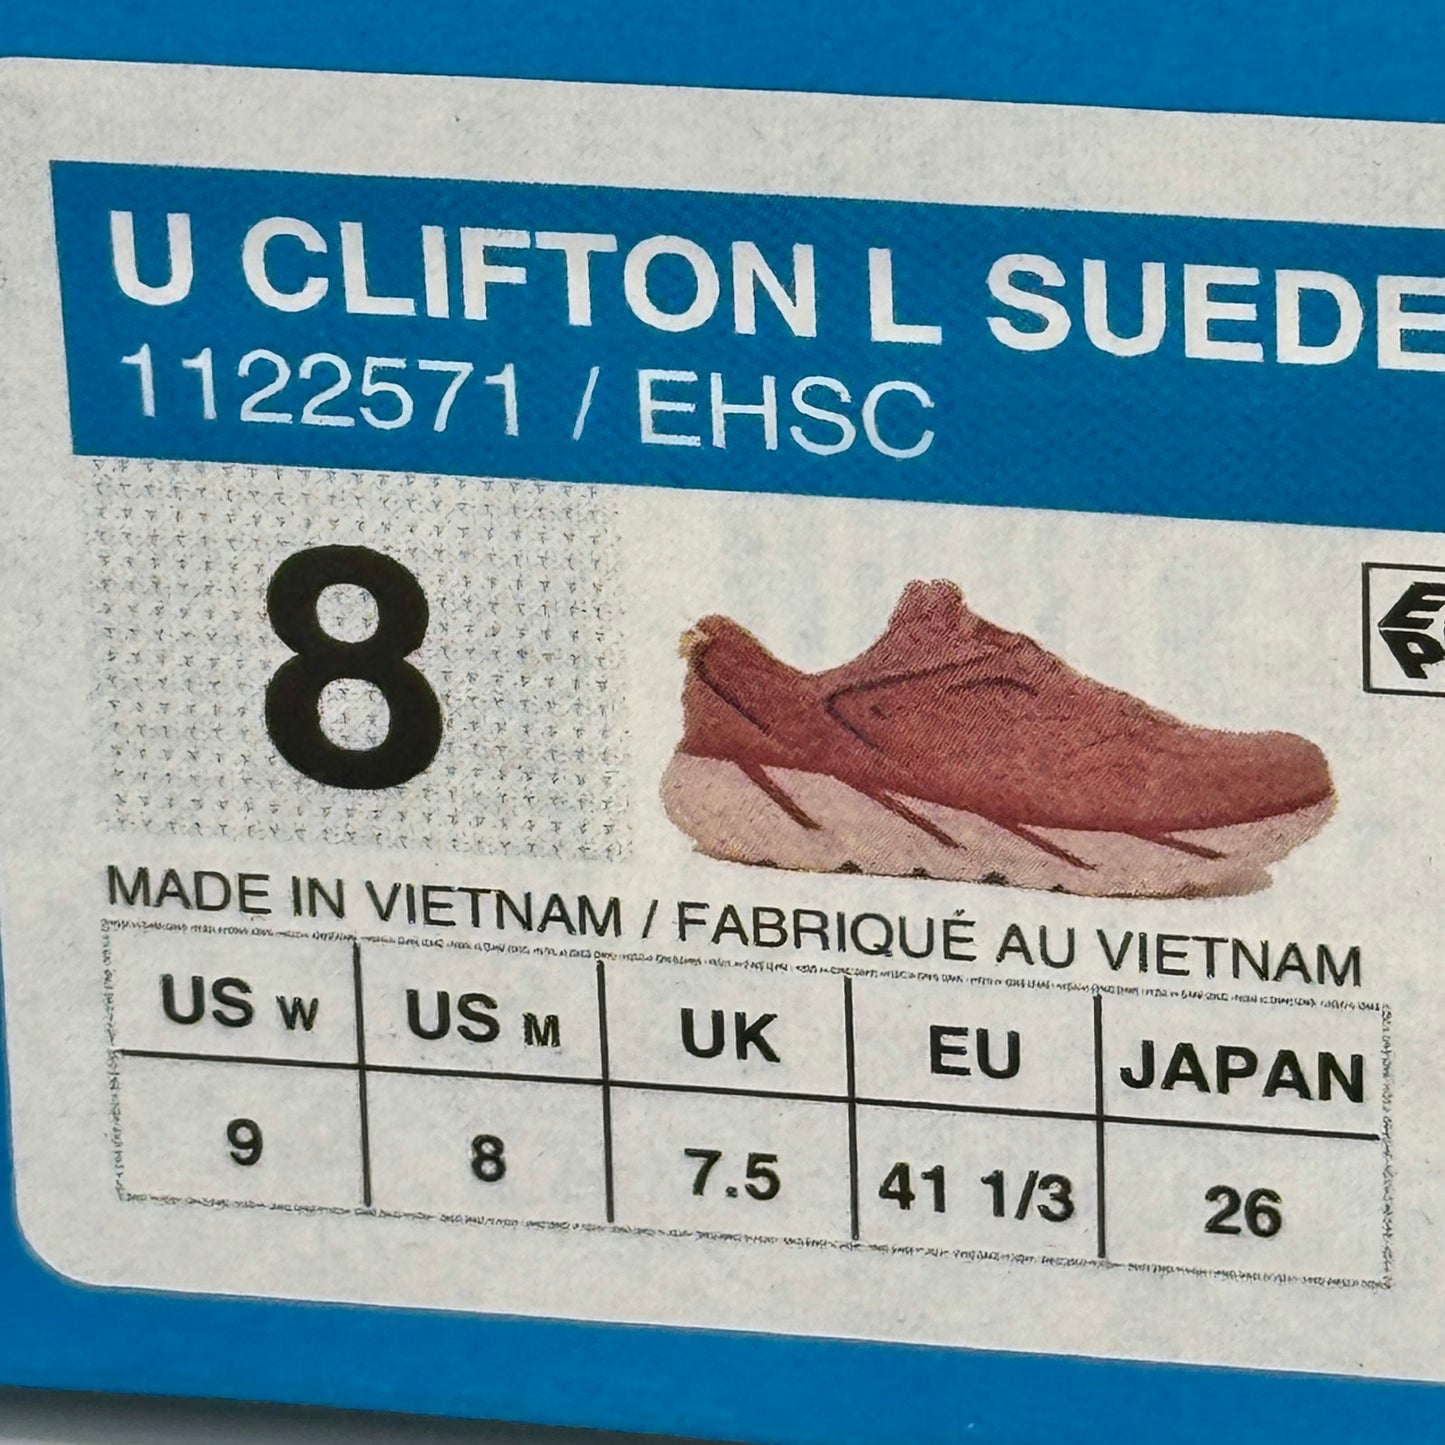 U CLIFTON L SUEDE
1122571 / EHSC
8
MADE IN VIETNAM / FABRIQUÉ AU VIETNAM
US W US M UK EU JAPAN
9 8 7.5 41 1/3 26